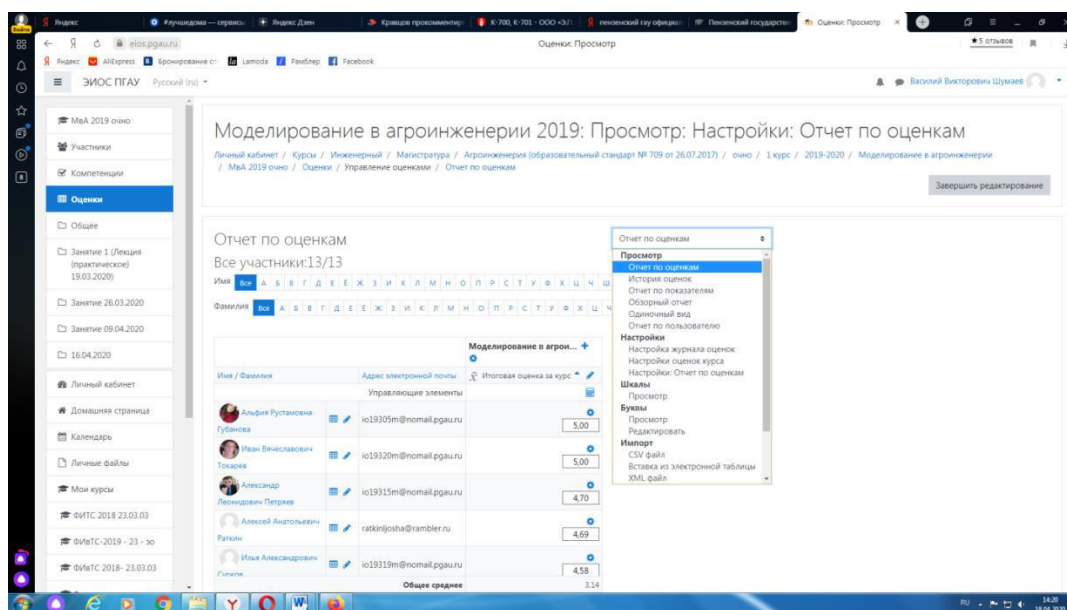 Войти
Яндекс
#лучшедома — сервисы
Яндекс Дзен
Кравцов прокомментир
К-700, К-701 - ООО «З/
пензенский гау официал
Пензенский государстве
Оценки: Просмотр
elos.pgau.ru
Оценки: Просмотр
★5 отзывов
Яндекс
AliExpress
Бронирование от
Lamoda
Рамблер
Facebook
ЭИОС ПГАУ
Русский (ru)
Василий Викторович Шумаев
МвА 2019 очно
Участники
Компетенции
Оценки
Общее
Занятие 1 (Лекция
(практическое)
19.03.2020)
Занятие 26.03.2020
Занятие 09.04.2020
16.04.2020
Личный кабинет
Домашняя страница
Календарь
Личные файлы
Мои курсы
ФИТС 2018 23.03.03
ФИвТС-2019 - 23 - зо
ФИвТС 2018- 23.03.03
Моделирование в агроинженерии 2019: Просмотр: Настройки: Отчет по оценкам
Личный кабинет / Курсы / Инженерный / Магистратура / Агроинженерия (образовательный стандарт № 709 от 26.07.2017) / очно / 1 курс / 2019-2020 / Моделирование в агроинженерии
/ МвА 2019 очно / Оценки / Управление оценками / Отчет по оценкам
Завершить редактирование
Отчет по оценкам
Все участники:13/13
Имя Все А Б В Г Д Е Ё Ж З И К Л М Н О П Р С Т У Ф Х Ц Ч Ш
Фамилия Все А Б В Г Д Е Ё Ж З И К Л М Н О П Р С Т У Ф Х Ц Ч
Моделирование в агрои...
Имя / Фамилия
Адрес электронной почты
Итоговая оценка за курс
Управляющие элементы
Альфия Рустамовна
Губанова
io19305m@nomail.pgau.ru
5,00
Иван Вячеславович
Токарев
io19320m@nomail.pgau.ru
5,00
Александр
Леонидович Петряев
io19315m@nomail.pgau.ru
4,70
Алексей Анатольевич
Раткин
ratkinljosha@rambler.ru
4,69
Илья Александрович
Сурков
io19319m@nomail.pgau.ru
4,58
Общее среднее
3,14
Отчет по оценкам
Просмотр
Отчет по оценкам
История оценок
Отчет по показателям
Обзорный отчет
Одиночный вид
Отчет по пользователю
Настройки
Настройка журнала оценок
Настройки оценок курса
Настройки: Отчет по оценкам
Шкалы
Просмотр
Буквы
Просмотр
Редактировать
Импорт
CSV файл
Вставка из электронной таблицы
XML файл
RU
14:20
18.04.2020